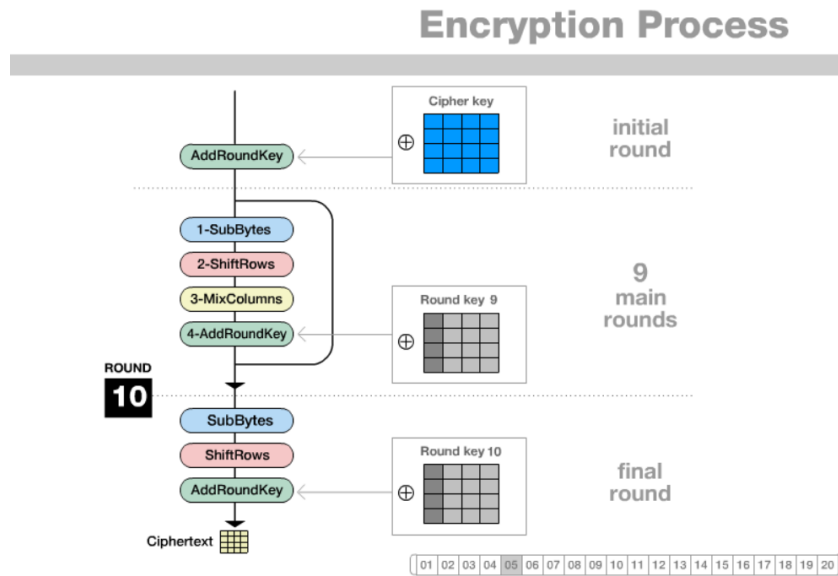 Encryption Process
Cipher key
initial
round
AddRoundKey
1-SubBytes
2-ShiftRows
3-MixColumns
4-AddRoundKey
Round key 9
9
main
rounds
ROUND
10
SubBytes
ShiftRows
AddRoundKey
Round key 10
final
round
Ciphertext
01 02 03 04 05 06 07 08 09 10 11 12 13 14 15 16 17 18 19 20